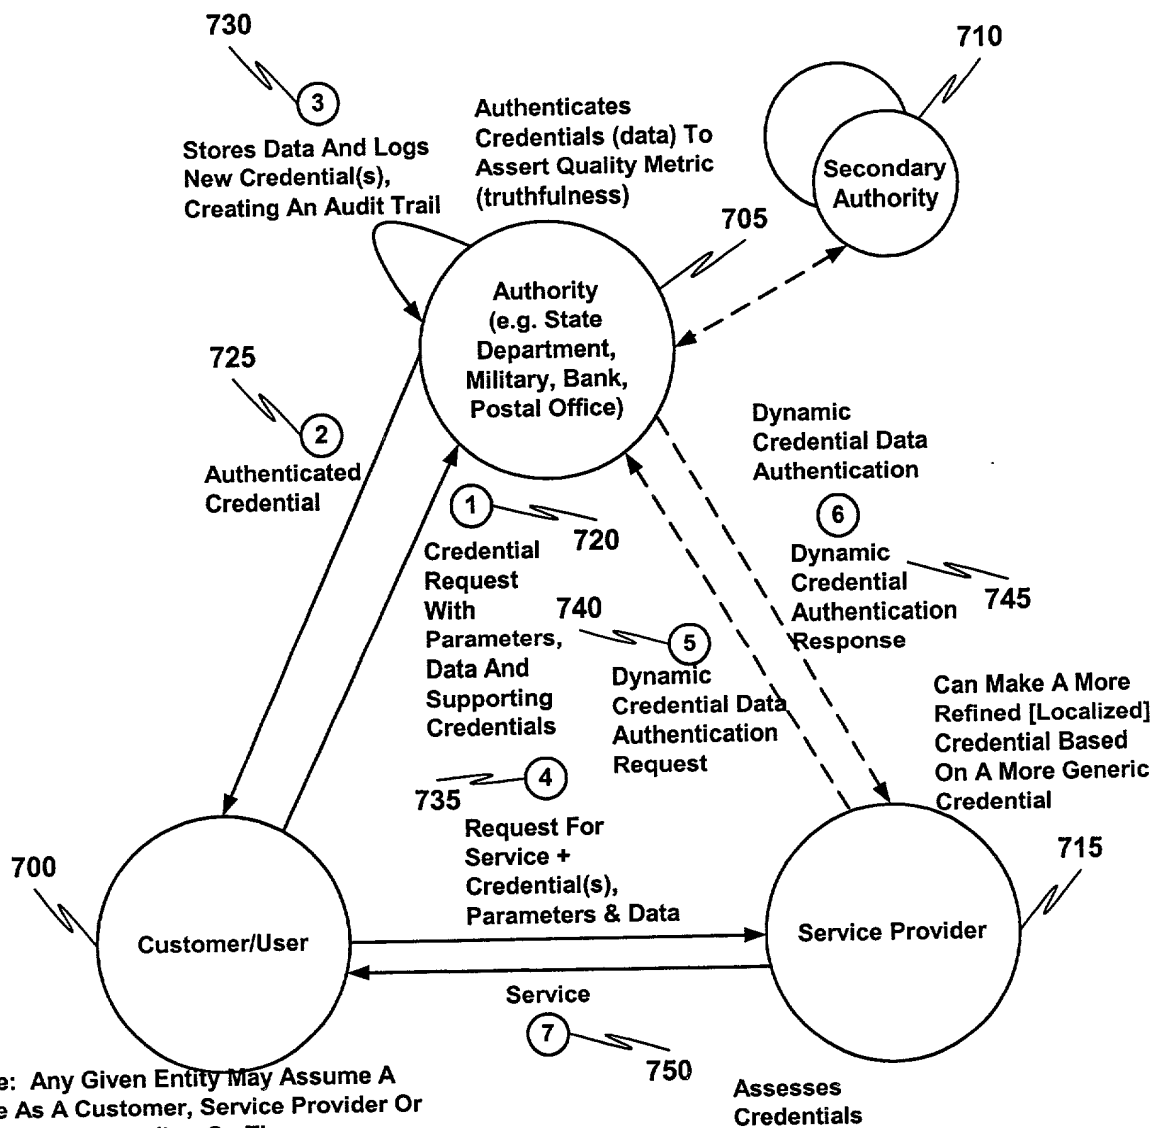 730
3
Stores Data And Logs
New Credential(s),
Creating An Audit Trail
Authenticates
Credentials (data) To
Assert Quality Metric
(truthfulness)
710
Secondary
Authority
705
Authority
(e.g. State
Department,
Military, Bank,
Postal Office)
725
2
Authenticated
Credential
1
720
Credential
Request
With
Parameters,
Data And
Supporting
Credentials
Dynamic
Credential Data
Authentication
6
Dynamic
Credential
Authentication
Response
745
740
5
Dynamic
Credential Data
Authentication
Request
Can Make A More
Refined [Localized]
Credential Based
On A More Generic
Credential
4
735
Request For
Service +
Credential(s),
Parameters & Data
700
Customer/User
715
Service Provider
Service
7
750
e: Any Given Entity May Assume A
e As A Customer, Service Provider Or
Assesses
Credentials